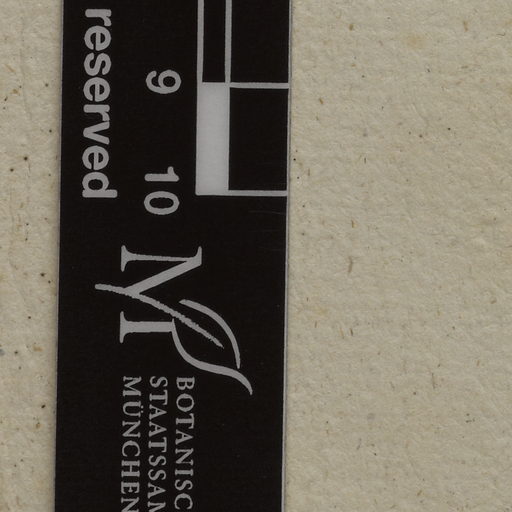 reserved
9 10
M
BOTANISC
STAATSSAM
MÜNCHEN